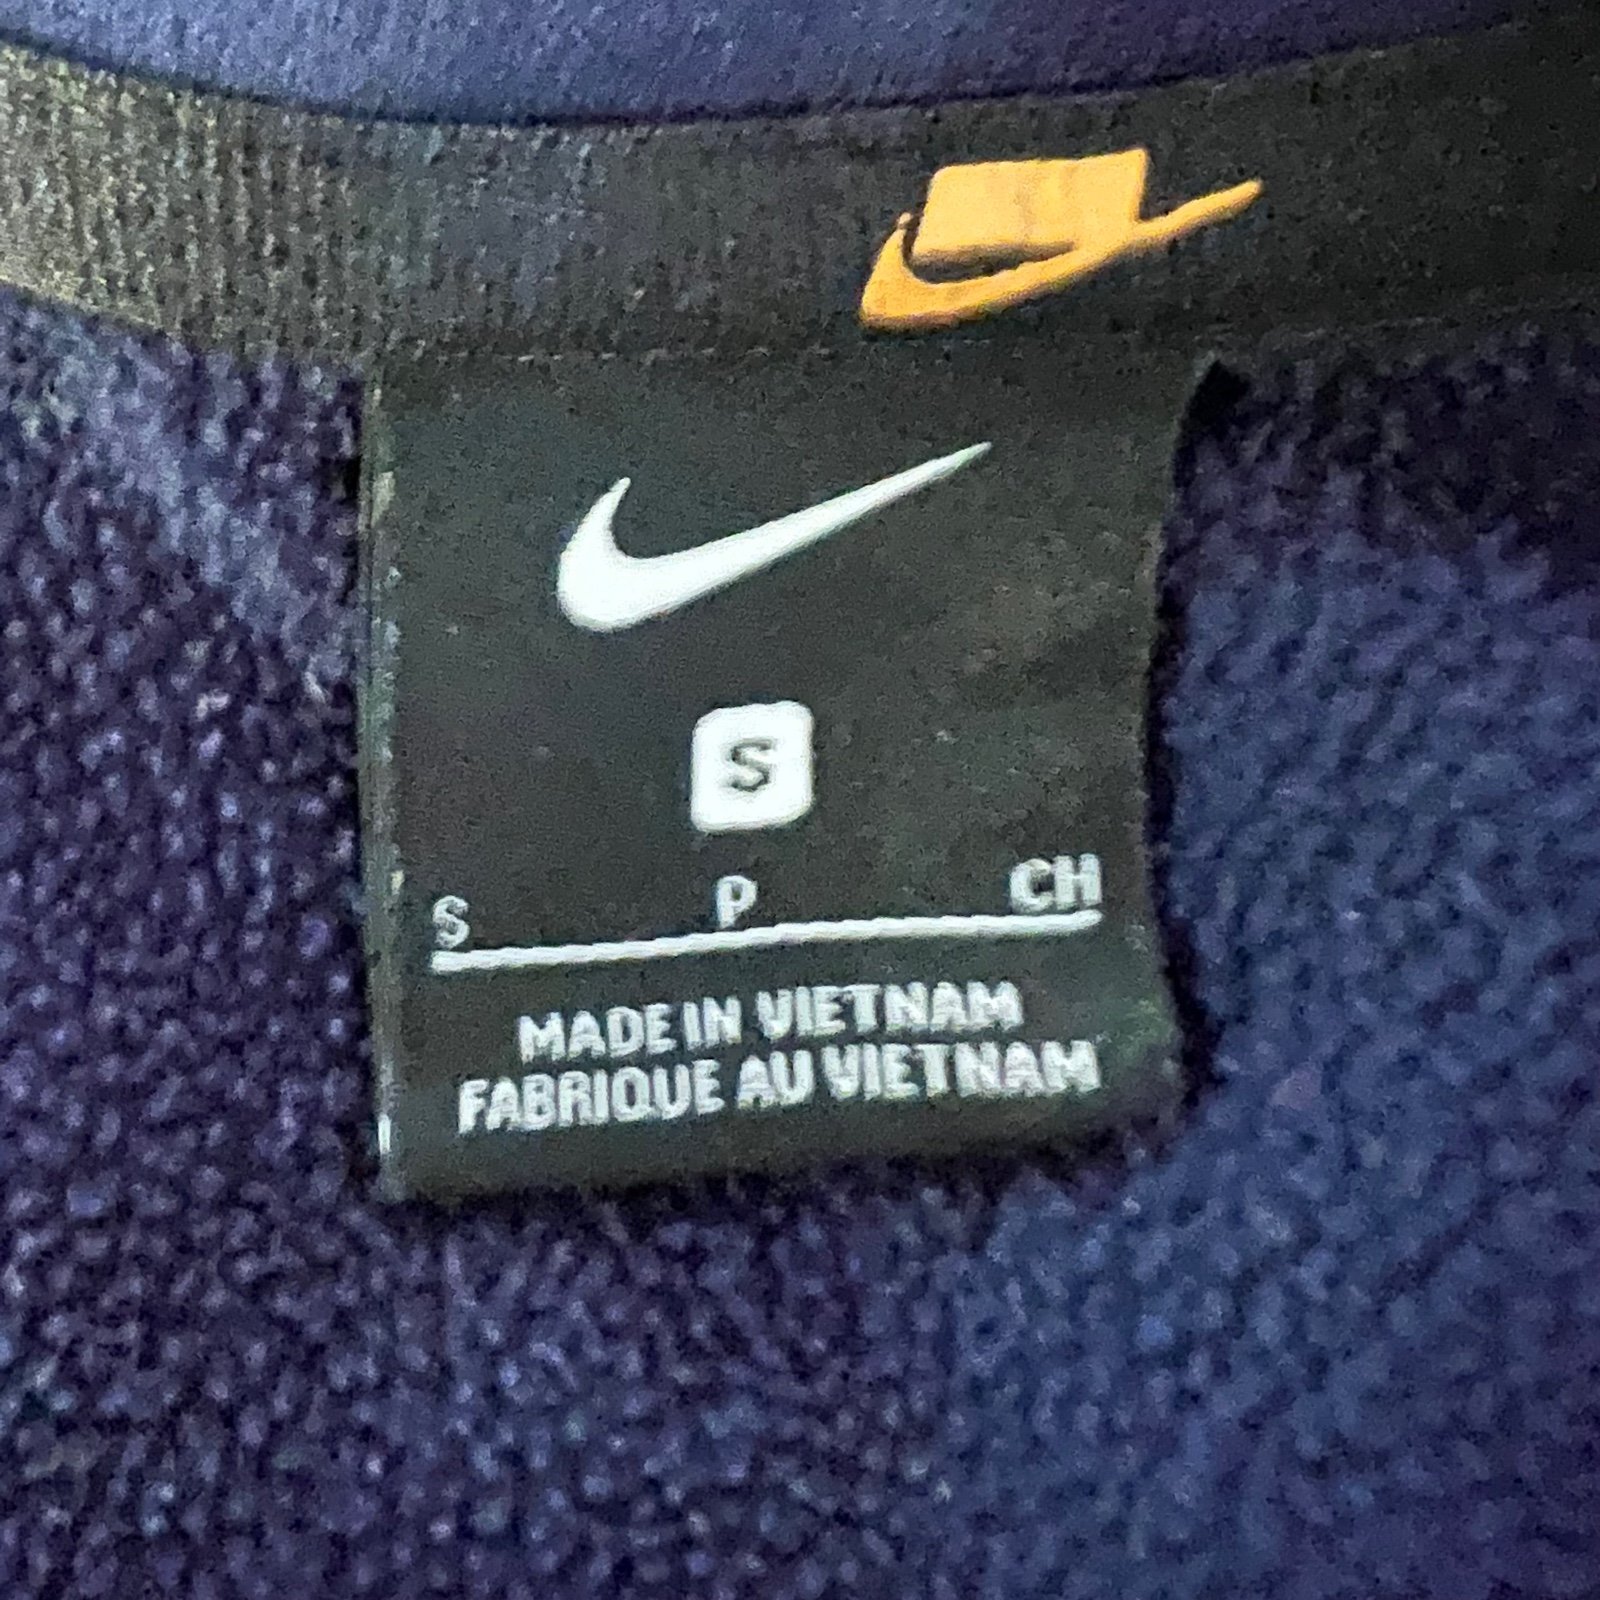 S
S P CH
MADE IN VIETNAM
FABRIQUE AU VIETNAM